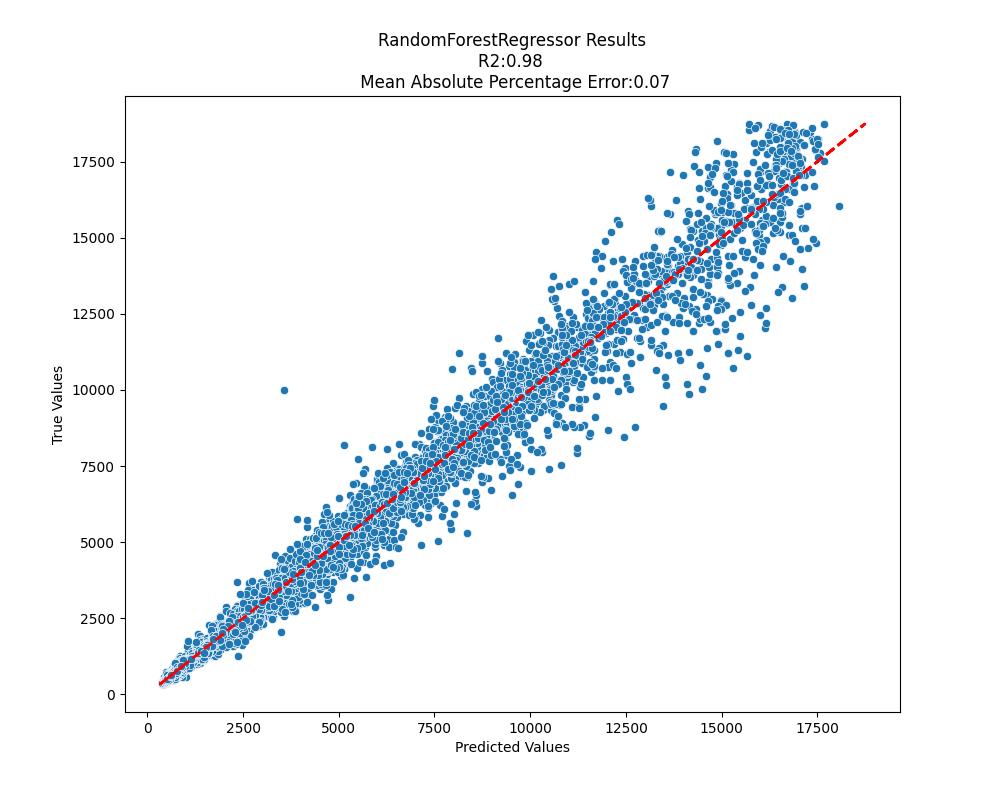 RandomForestRegressor Results
R2:0.98
Mean Absolute Percentage Error:0.07
17500
15000
12500
10000
7500
5000
2500
0
True Values
0 2500 5000 7500 10000 12500 15000 17500
Predicted Values